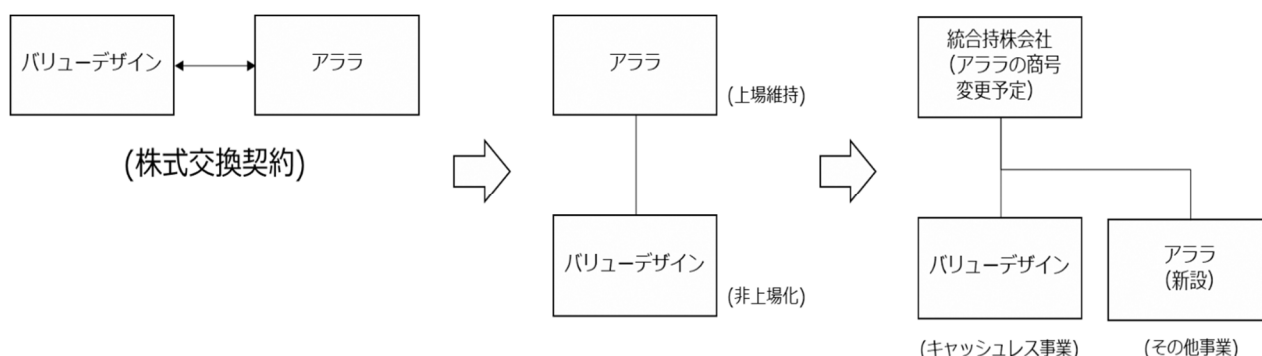 バリューデザイン
アララ
(株式交換契約)
アララ
(上場維持)
バリューデザイン
(非上場化)
統合持株会社
(アララの商号
変更予定)
バリューデザイン
(キャッシュレス事業)
アララ
(新設)
(その他事業)